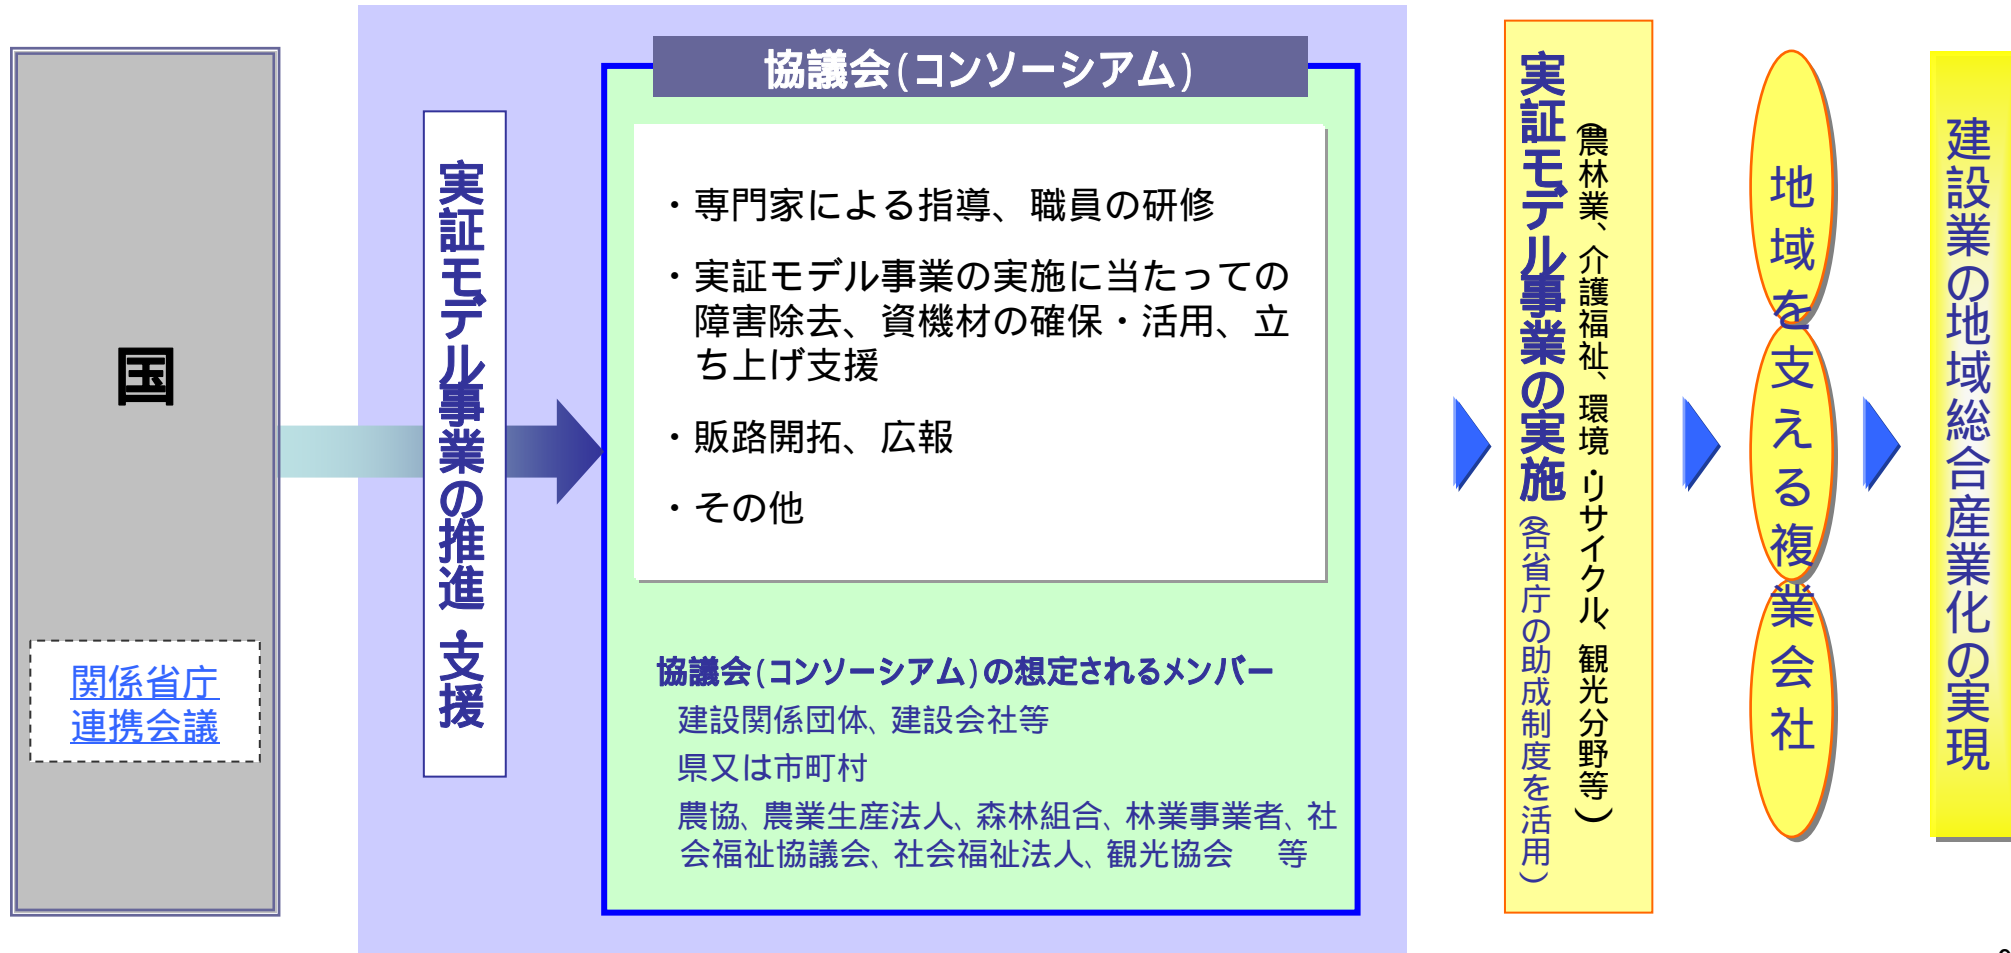 国
関係省庁
連携会議
実証モデル事業の推進・支援
協議会(コンソーシアム)
・専門家による指導、職員の研修
・実証モデル事業の実施に当たっての
障害除去、資機材の確保・活用、立
ち上げ支援
・販路開拓、広報
・その他
協議会(コンソーシアム)の想定されるメンバー
建設関係団体、建設会社等
県又は市町村
農協、農業生産法人、森林組合、林業事業者、社
会福祉協議会、社会福祉法人、観光協会 等
実証モデル事業の実施(各省庁の助成制度を活用)
(農林業、介護福祉、環境・リサイクル、観光分野等)
地域を支える複業会社
建設業の地域総合産業化の実現